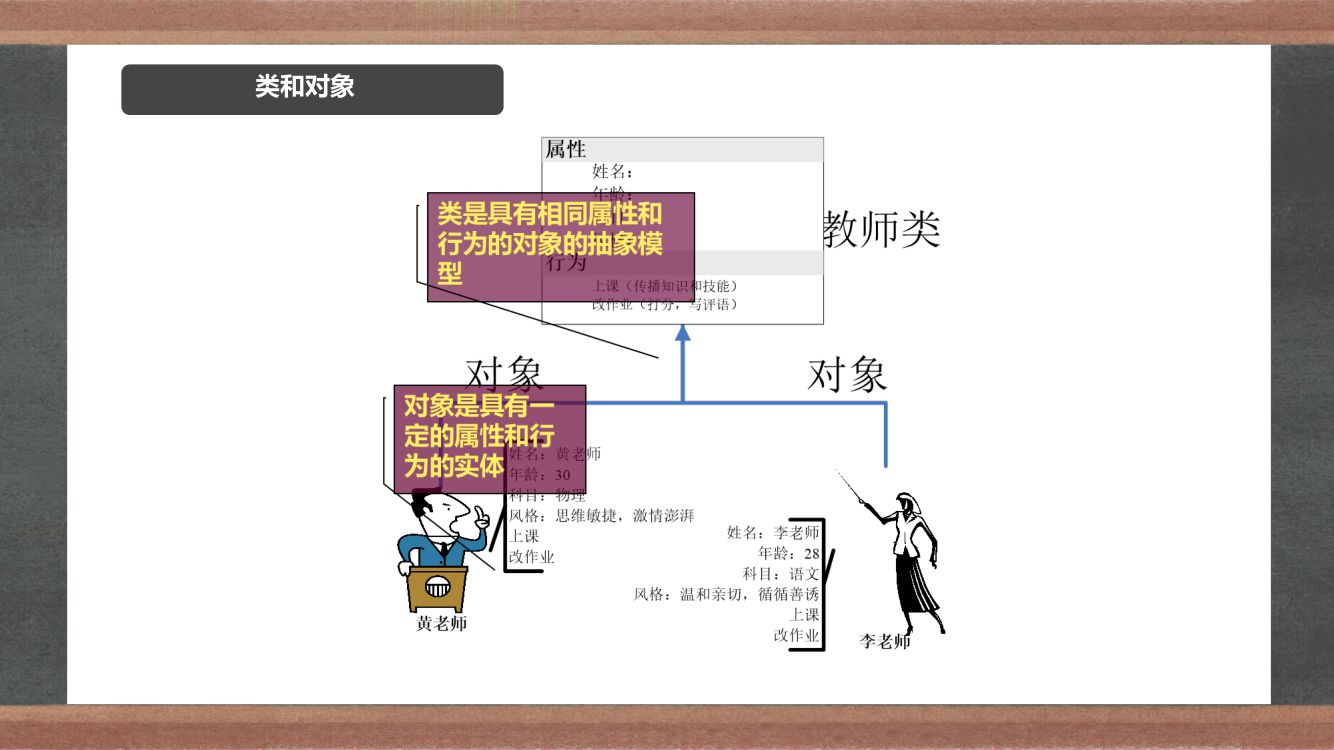 类和对象
属性
姓名：
年龄：
类是具有相同属性和
行为的对象的抽象模
型
教师类
行为
上课（传播知识和技能）
改作业（打分，写评语）
对象
对象
对象是具有一
定的属性和行
为的实体
姓名：黄老师
年龄：30
科目：物理
风格：思维敏捷，激情澎湃
上课
改作业
黄老师
姓名：李老师
年龄：28
科目：语文
风格：温和亲切，循循善诱
上课
改作业
李老师